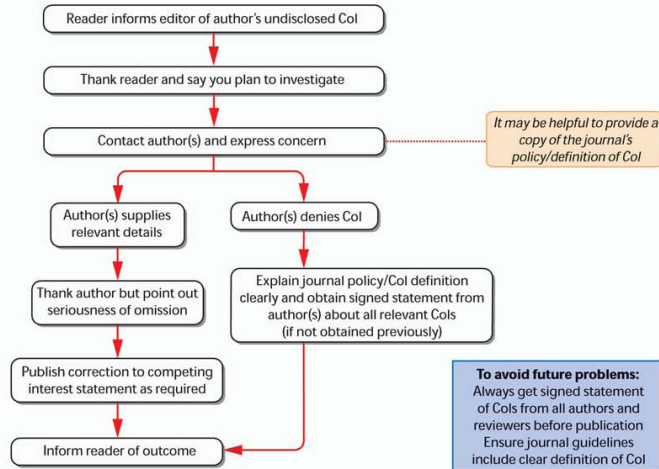 Reader informs editor of author's undisclosed CoI
Thank reader and say you plan to investigate
Contact author(s) and express concern
It may be helpful to provide a
copy of the journal's
policy/definition of CoI
Author(s) supplies
relevant details
Author(s) denies CoI
Thank author but point out
seriousness of omission
Explain journal policy/CoI definition
clearly and obtain signed statement from
author(s) about all relevant CoIs
(if not obtained previously)
Publish correction to competing
interest statement as required
Inform reader of outcome
To avoid future problems:
Always get signed statement
of CoIs from all authors and
reviewers before publication
Ensure journal guidelines
include clear definition of CoI